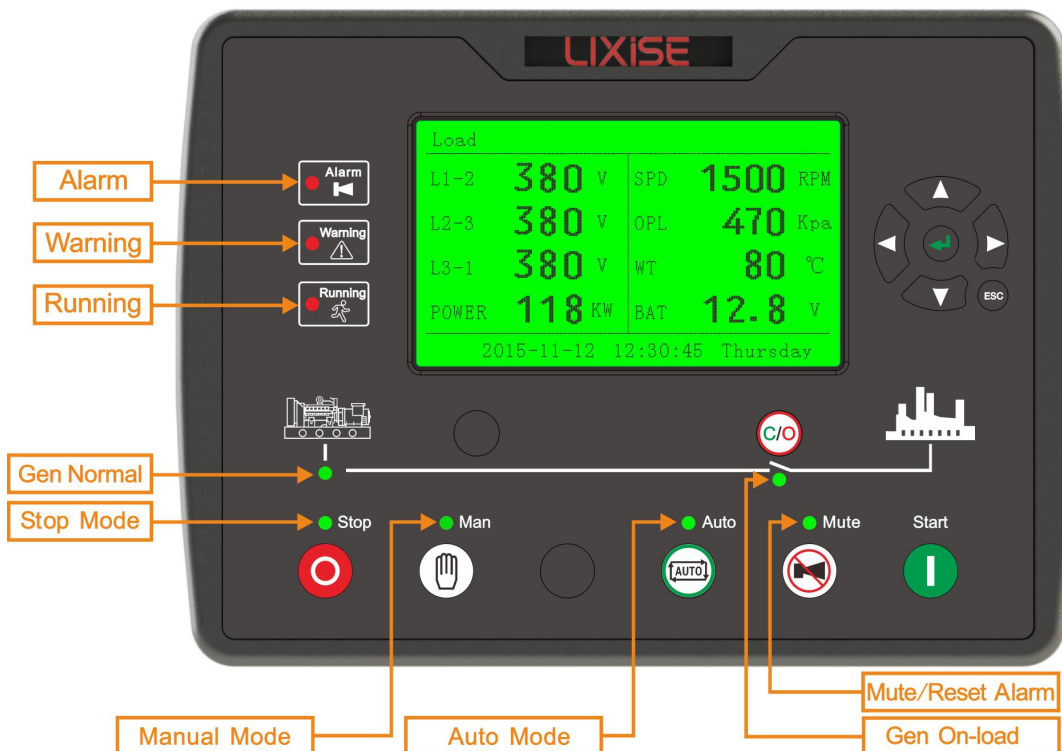 LIXiSE
Load
L1-2 380 V SPD 1500 RPM
L2-3 380 V OPL 470 Kpa
L3-1 380 V WT 80 ℃
POWER 118 KW BAT 12.8 V
2015-11-12 12:30:45 Thursday
Alarm
Alarm
Warning
Warning
Running
Running
ESC
C/O
Gen Normal
Stop Mode
Stop
Man
Auto
Mute
Start
AUTO
Mute/Reset Alarm
Manual Mode
Auto Mode
Gen On-load